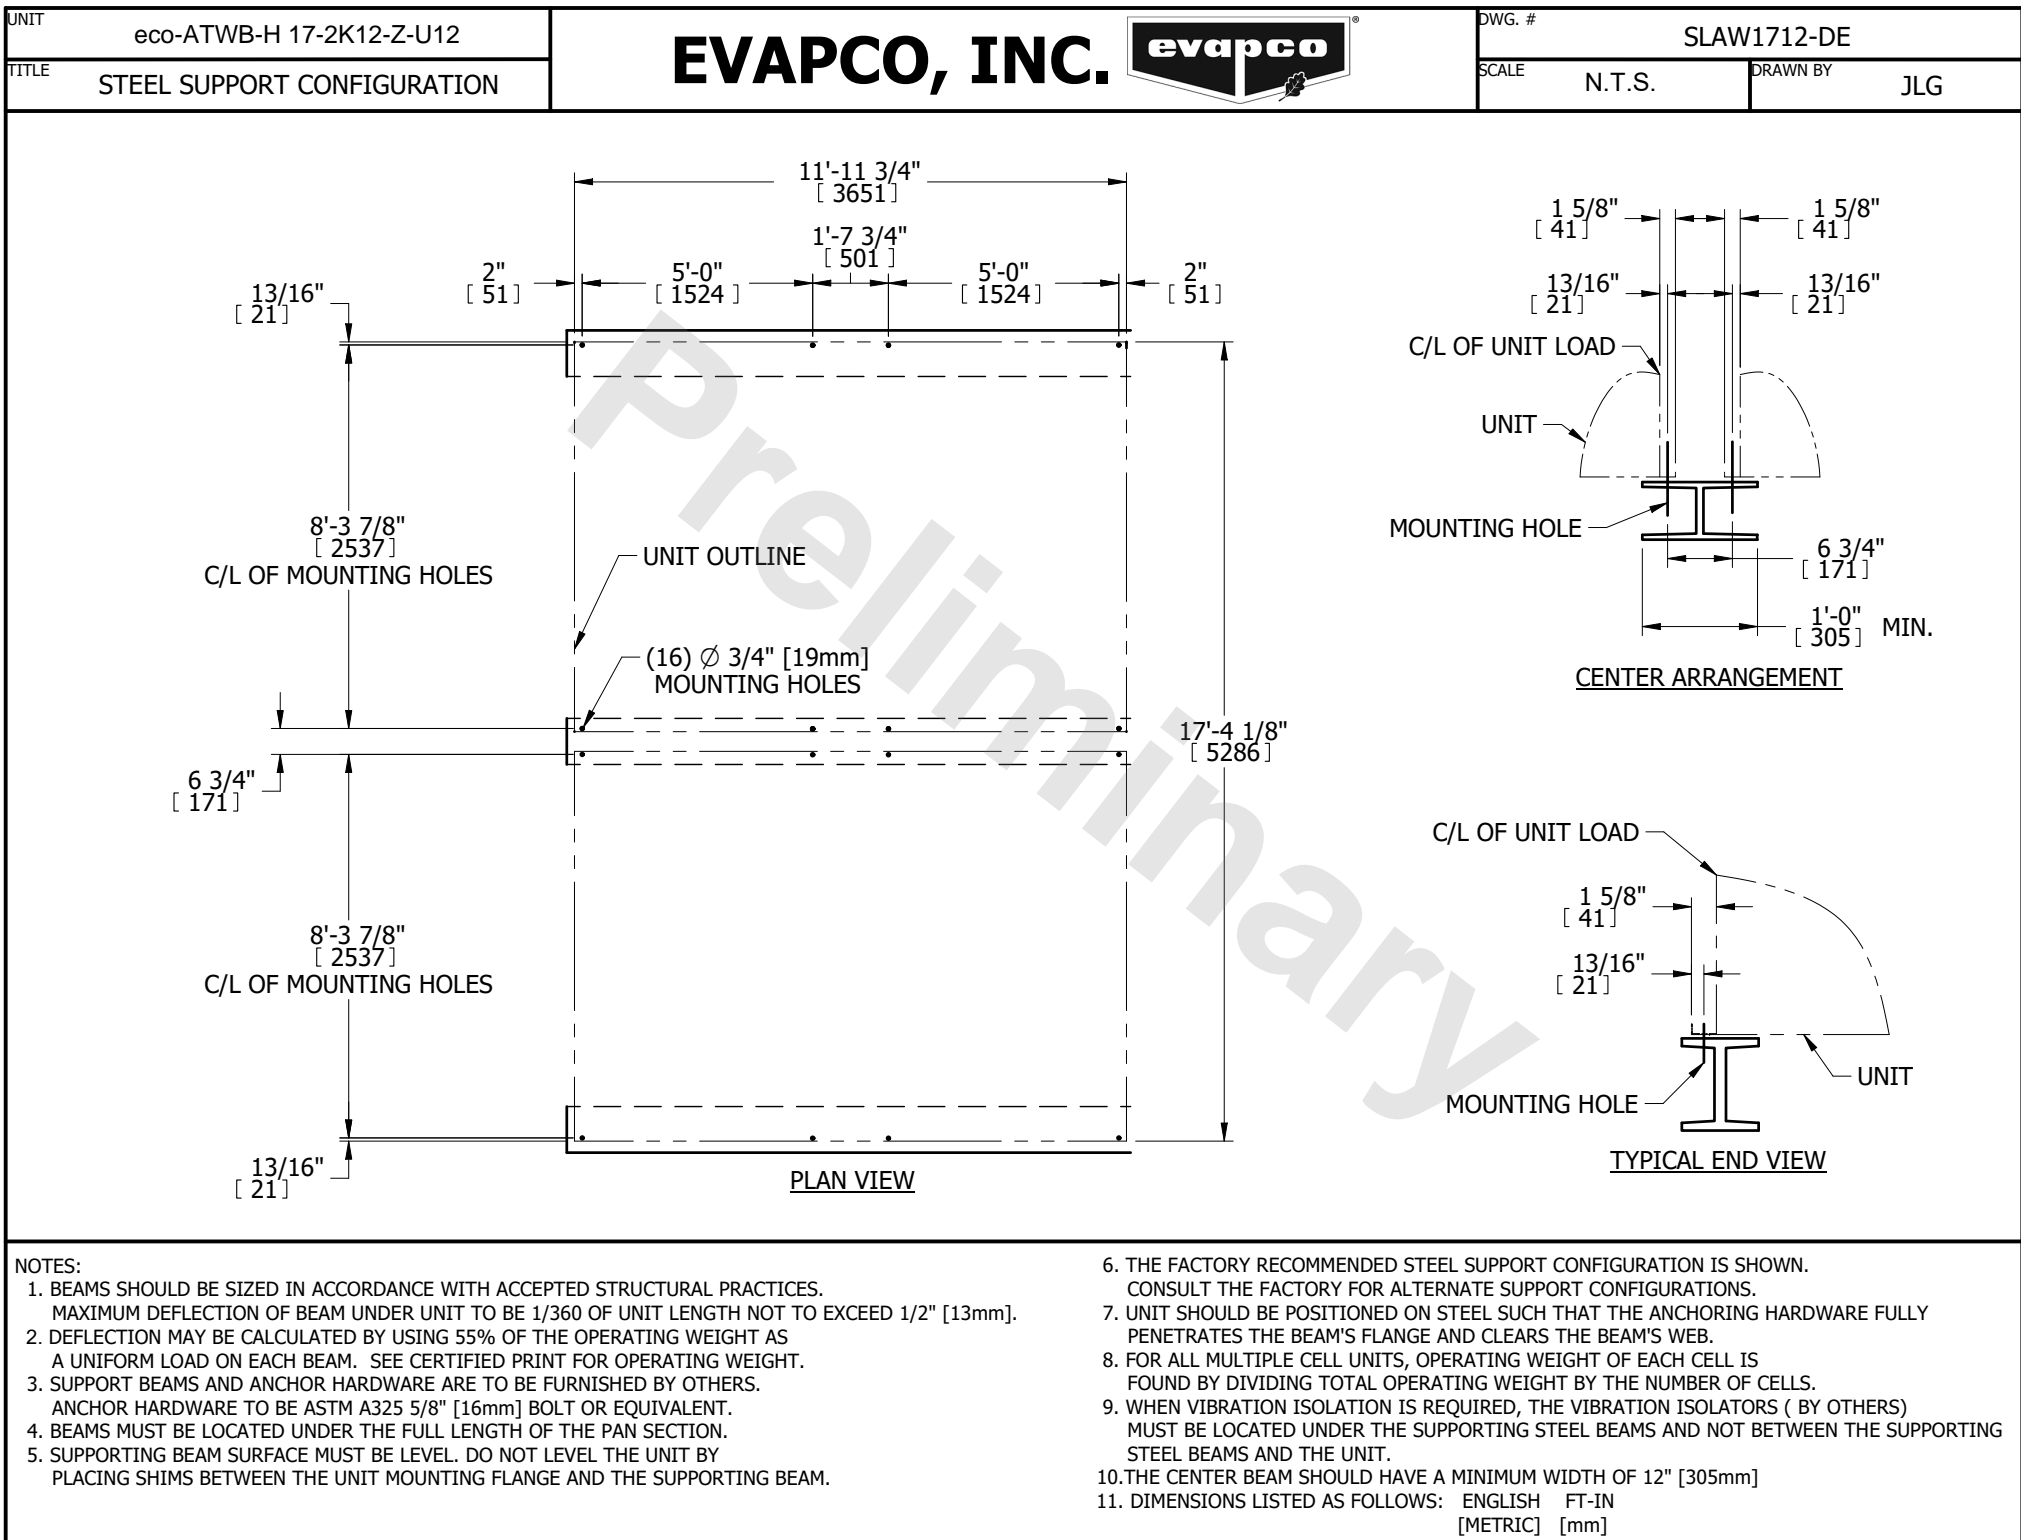 UNIT
eco-ATWB-H 17-2K12-Z-U12
TITLE
STEEL SUPPORT CONFIGURATION
EVAPCO, INC.
evapco
®
DWG. #
SLAW1712-DE
SCALE
N.T.S.
DRAWN BY
JLG
11'-11 3/4"
[ 3651 ]
1'-7 3/4"
[ 501 ]
2"
[ 51 ]
5'-0"
[ 1524 ]
5'-0"
[ 1524 ]
2"
[ 51 ]
13/16"
[ 21 ]
8'-3 7/8"
[ 2537 ]
C/L OF MOUNTING HOLES
UNIT OUTLINE
(16) ∅ 3/4" [19mm]
MOUNTING HOLES
6 3/4"
[ 171 ]
17'-4 1/8"
[ 5286 ]
8'-3 7/8"
[ 2537 ]
C/L OF MOUNTING HOLES
13/16"
[ 21 ]
PLAN VIEW
Preliminary
1 5/8"
[ 41 ]
1 5/8"
[ 41 ]
13/16"
[ 21 ]
13/16"
[ 21 ]
C/L OF UNIT LOAD
UNIT
MOUNTING HOLE
6 3/4"
[ 171 ]
1'-0"
[ 305 ] MIN.
CENTER ARRANGEMENT
C/L OF UNIT LOAD
1 5/8"
[ 41 ]
13/16"
[ 21 ]
UNIT
MOUNTING HOLE
TYPICAL END VIEW
NOTES:
1. BEAMS SHOULD BE SIZED IN ACCORDANCE WITH ACCEPTED STRUCTURAL PRACTICES.
MAXIMUM DEFLECTION OF BEAM UNDER UNIT TO BE 1/360 OF UNIT LENGTH NOT TO EXCEED 1/2" [13mm].
2. DEFLECTION MAY BE CALCULATED BY USING 55% OF THE OPERATING WEIGHT AS
A UNIFORM LOAD ON EACH BEAM. SEE CERTIFIED PRINT FOR OPERATING WEIGHT.
3. SUPPORT BEAMS AND ANCHOR HARDWARE ARE TO BE FURNISHED BY OTHERS.
ANCHOR HARDWARE TO BE ASTM A325 5/8" [16mm] BOLT OR EQUIVALENT.
4. BEAMS MUST BE LOCATED UNDER THE FULL LENGTH OF THE PAN SECTION.
5. SUPPORTING BEAM SURFACE MUST BE LEVEL. DO NOT LEVEL THE UNIT BY
PLACING SHIMS BETWEEN THE UNIT MOUNTING FLANGE AND THE SUPPORTING BEAM.
6. THE FACTORY RECOMMENDED STEEL SUPPORT CONFIGURATION IS SHOWN.
CONSULT THE FACTORY FOR ALTERNATE SUPPORT CONFIGURATIONS.
7. UNIT SHOULD BE POSITIONED ON STEEL SUCH THAT THE ANCHORING HARDWARE FULLY
PENETRATES THE BEAM'S FLANGE AND CLEARS THE BEAM'S WEB.
8. FOR ALL MULTIPLE CELL UNITS, OPERATING WEIGHT OF EACH CELL IS
FOUND BY DIVIDING TOTAL OPERATING WEIGHT BY THE NUMBER OF CELLS.
9. WHEN VIBRATION ISOLATION IS REQUIRED, THE VIBRATION ISOLATORS ( BY OTHERS)
MUST BE LOCATED UNDER THE SUPPORTING STEEL BEAMS AND NOT BETWEEN THE SUPPORTING
STEEL BEAMS AND THE UNIT.
10.THE CENTER BEAM SHOULD HAVE A MINIMUM WIDTH OF 12" [305mm]
11. DIMENSIONS LISTED AS FOLLOWS: ENGLISH FT-IN
[METRIC] [mm]